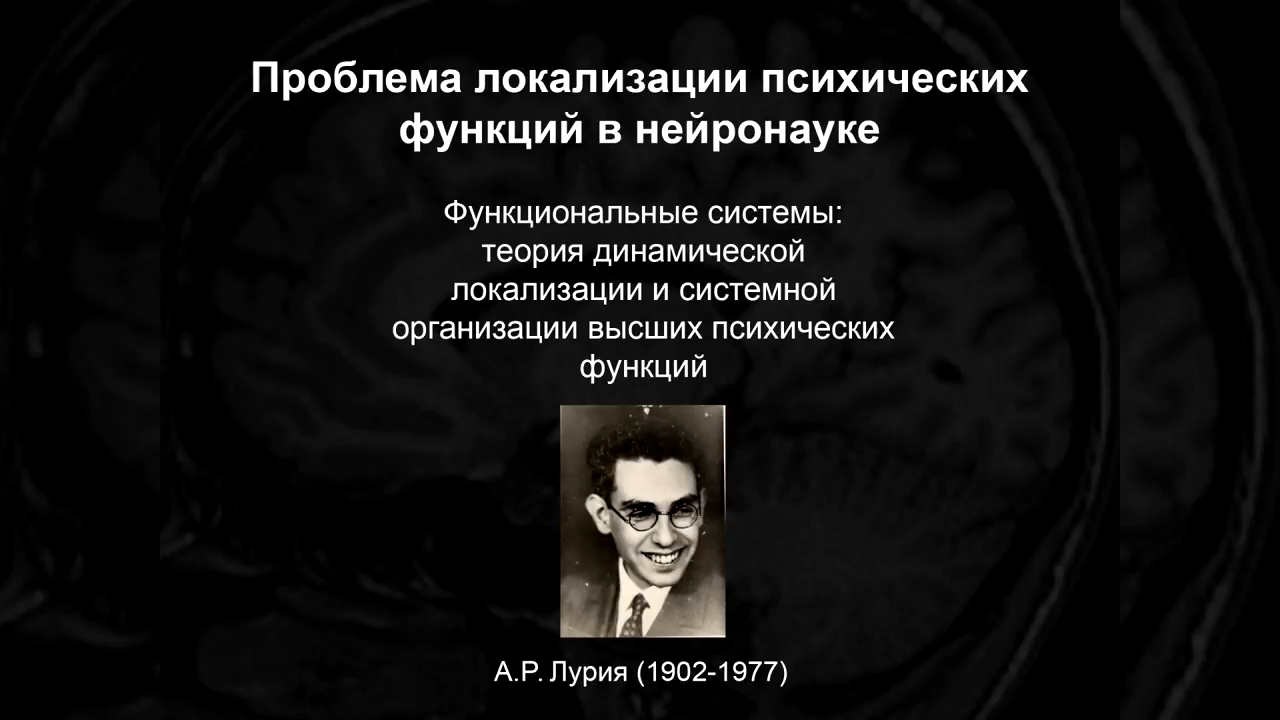 Проблема локализации психических
функций в нейронауке
Функциональные системы:
теория динамической
локализации и системной
организации высших психических
функций
А.Р. Лурия (1902-1977)